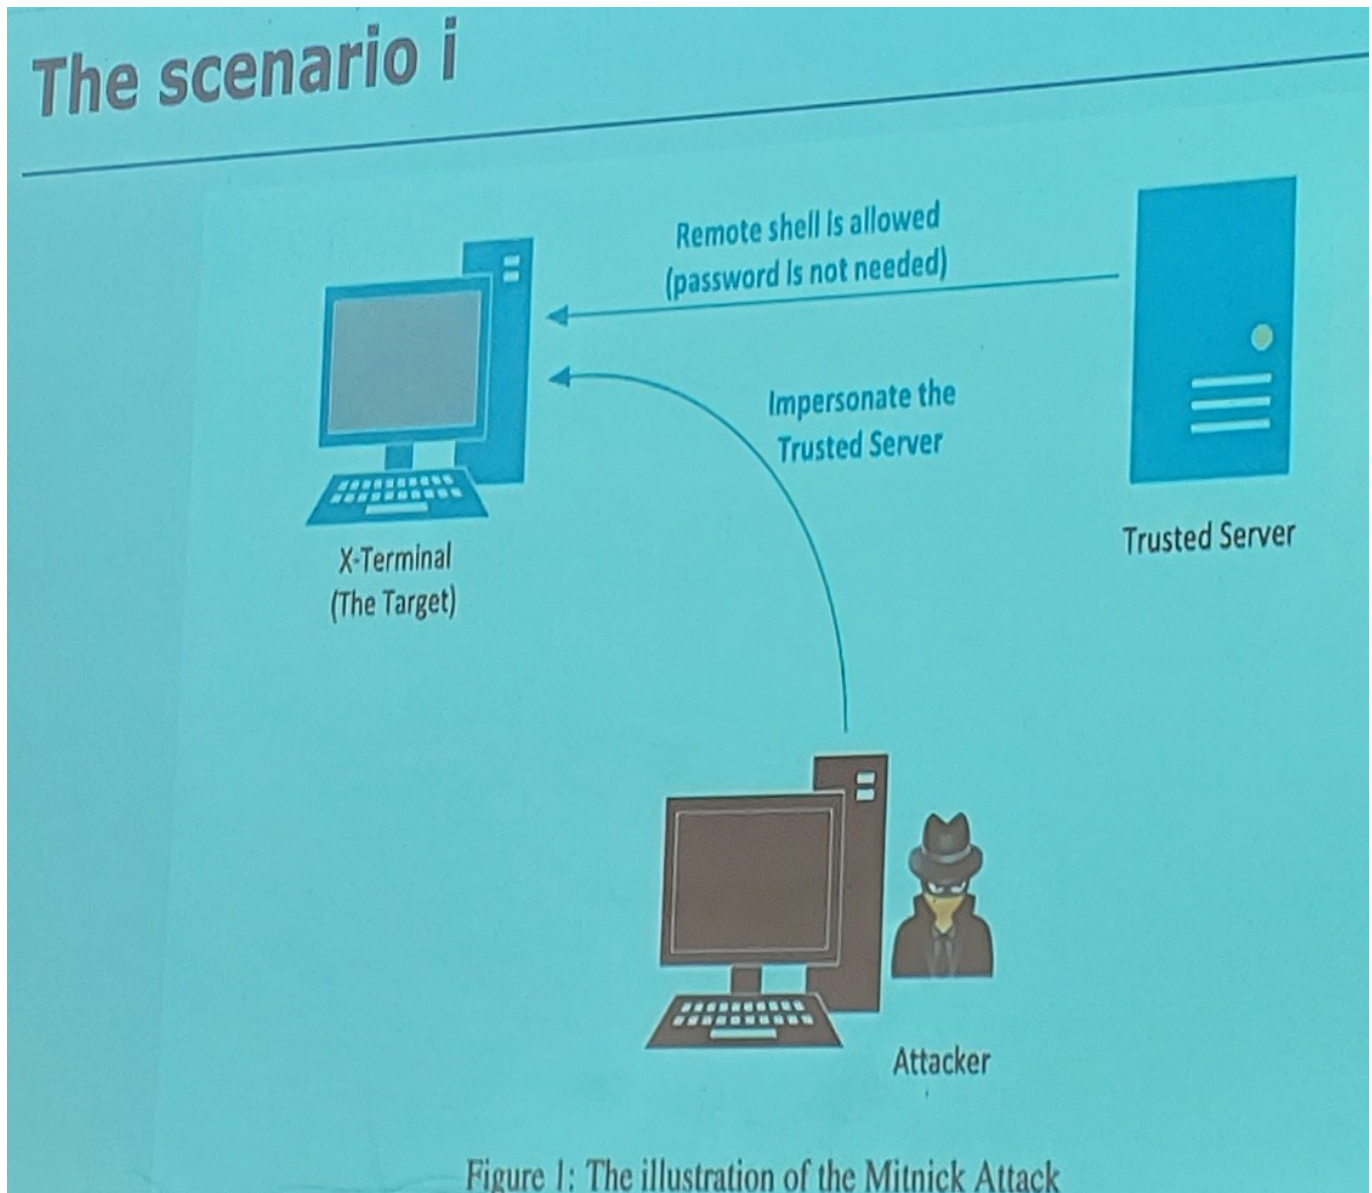 The scenario i
Remote shell is allowed
(password is not needed)
Impersonate the
Trusted Server
Trusted Server
X-Terminal
(The Target)
Attacker
Figure 1: The illustration of the Mitnick Attack